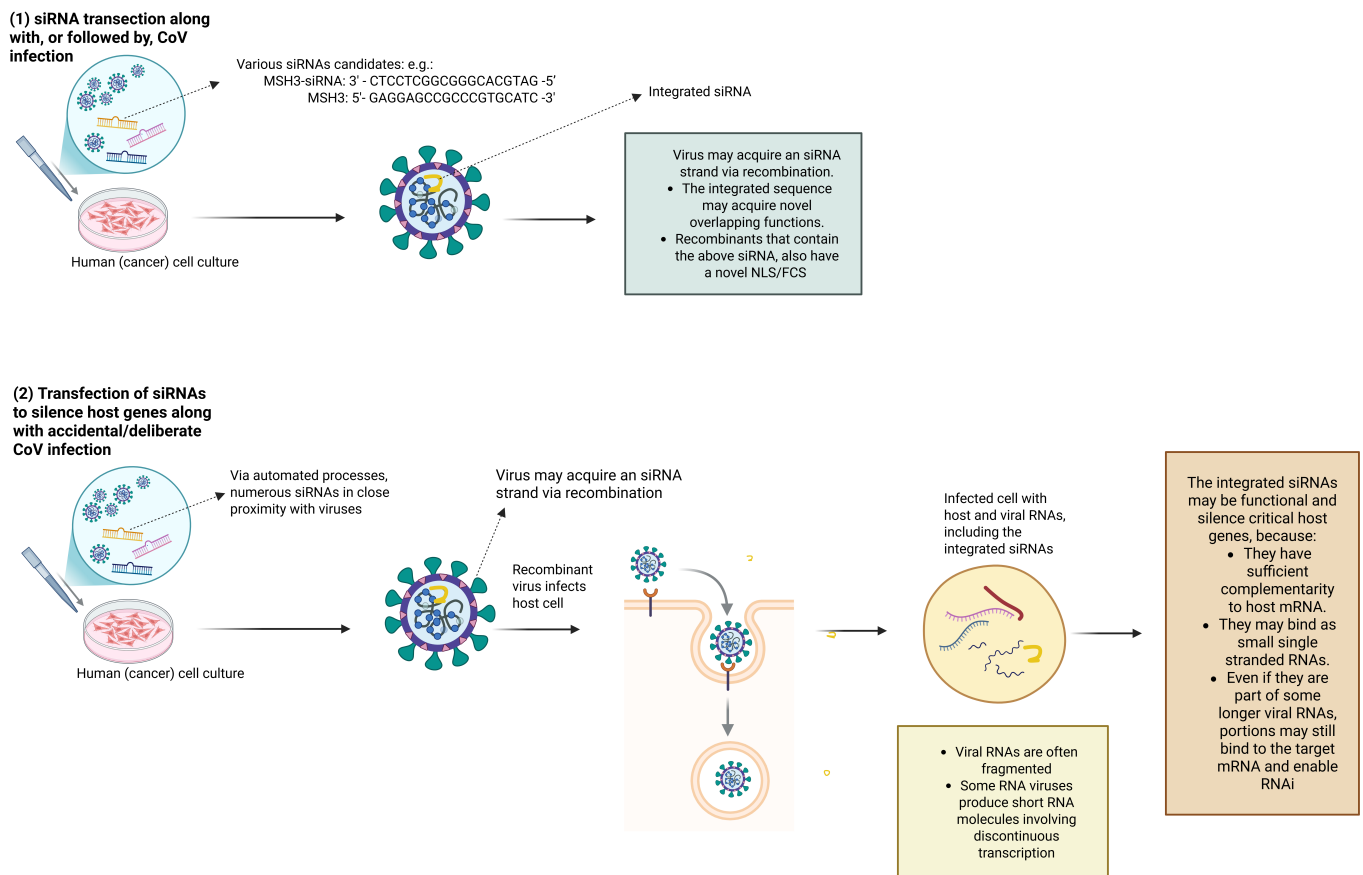 (1) siRNA transection along
with, or followed by, CoV
infection
Various siRNAs candidates: e.g.:
MSH3-siRNA: 3' - CTCCTCGGCGGGCACGTAG -5’
MSH3: 5'- GAGGAGCCGCCCGTGCATC -3'
Integrated siRNA
Virus may acquire an siRNA
strand via recombination.
• The integrated sequence
may acquire novel
overlapping functions.
• Recombinants that contain
the above siRNA, also have
a novel NLS/FCS
Human (cancer) cell culture
(2) Transfection of siRNAs
to silence host genes along
with accidental/deliberate
CoV infection
Via automated processes,
numerous siRNAs in close
proximity with viruses
Virus may acquire an siRNA
strand via recombination
Recombinant
virus infects
host cell
Human (cancer) cell culture
Infected cell with
host and viral RNAs,
including the
integrated siRNAs
• Viral RNAs are often
fragmented
• Some RNA viruses
produce short RNA
molecules involving
discontinuous
transcription
The integrated siRNAs
may be functional and
silence critical host
genes, because:
• They have
sufficient
complementarity
to host mRNA.
• They may bind as
small single
stranded RNAs.
• Even if they are
part of some
longer viral RNAs,
portions may still
bind to the target
mRNA and enable
RNAi